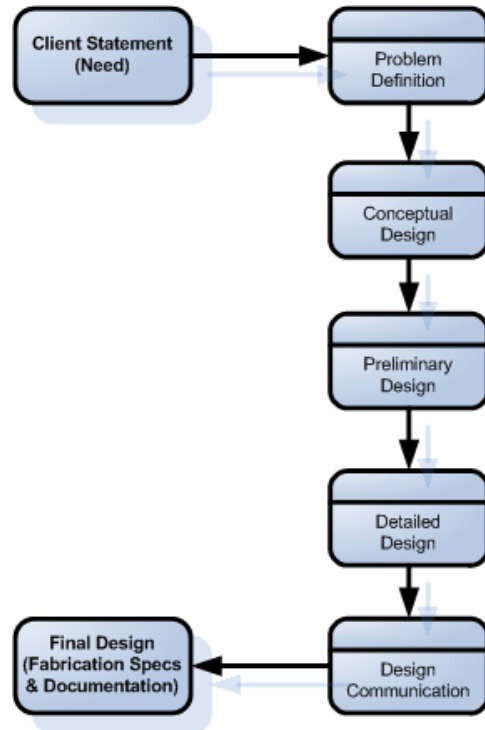 Client Statement
(Need)
Problem
Definition
Conceptual
Design
Preliminary
Design
Detailed
Design
Design
Communication
Final Design
(Fabrication Specs
& Documentation)